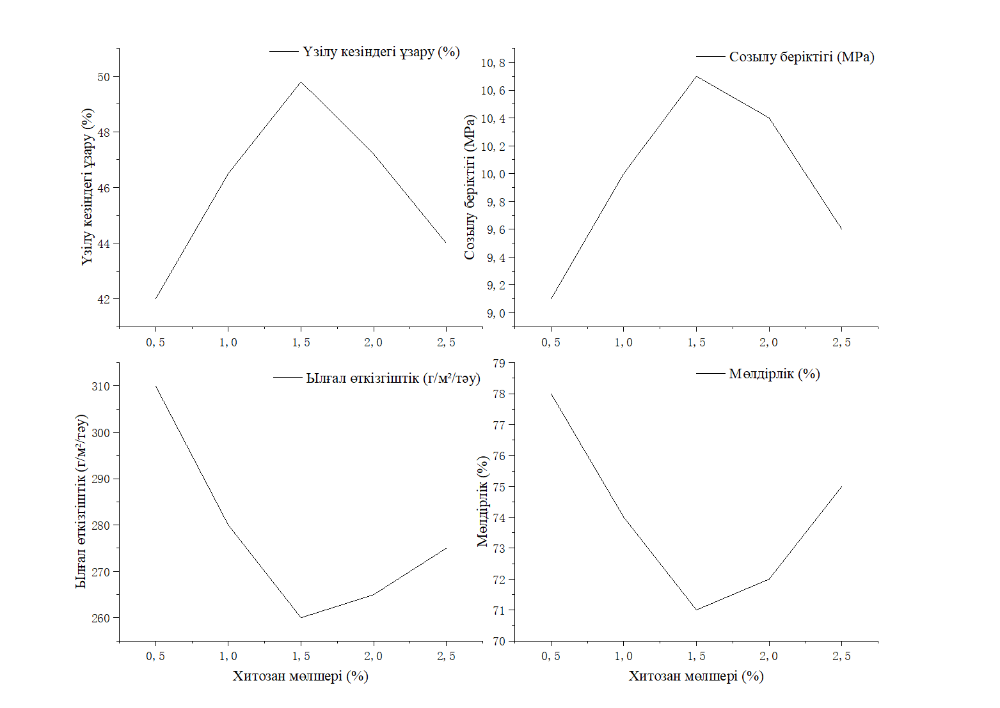 Үзілу кезіндегі ұзару (%)
Үзілу кезіндегі ұзару (%)
50
48
46
44
42
0,5 1,0 1,5 2,0 2,5
Созылу беріктігі (MPa)
Созылу беріктігі (MPa)
10,8
10,6
10,4
10,2
10,0
9,8
9,6
9,4
9,2
9,0
0,5 1,0 1,5 2,0 2,5
Ылғал өткізгіштік (г/м²/тәу)
Ылғал өткізгіштік (г/м²/тәу)
310
300
290
280
270
260
0,5 1,0 1,5 2,0 2,5
Хитозан мөлшері (%)
Мөлдірлік (%)
Мөлдірлік (%)
79
78
77
76
75
74
73
72
71
70
0,5 1,0 1,5 2,0 2,5
Хитозан мөлшері (%)